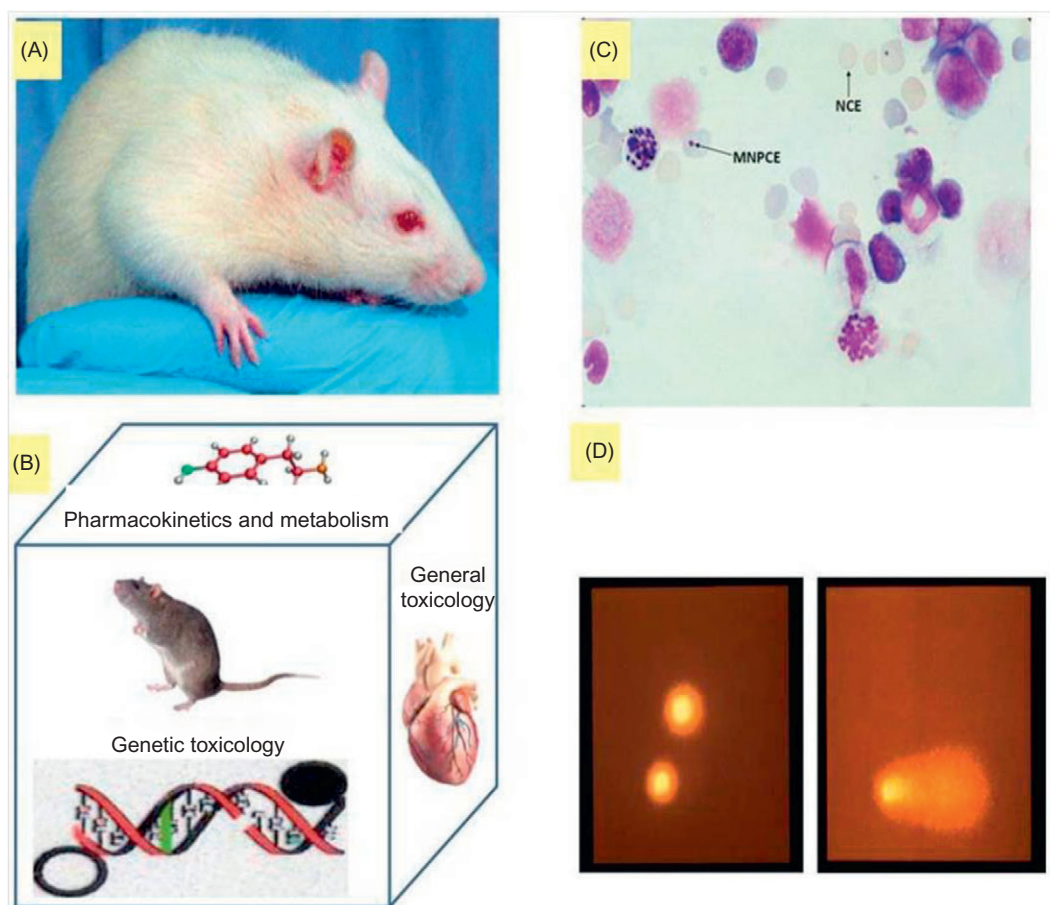 (A)
(C)
NCE
MNPCE
(B)
Pharmacokinetics and metabolism
General
toxicology
Genetic toxicology
(D)